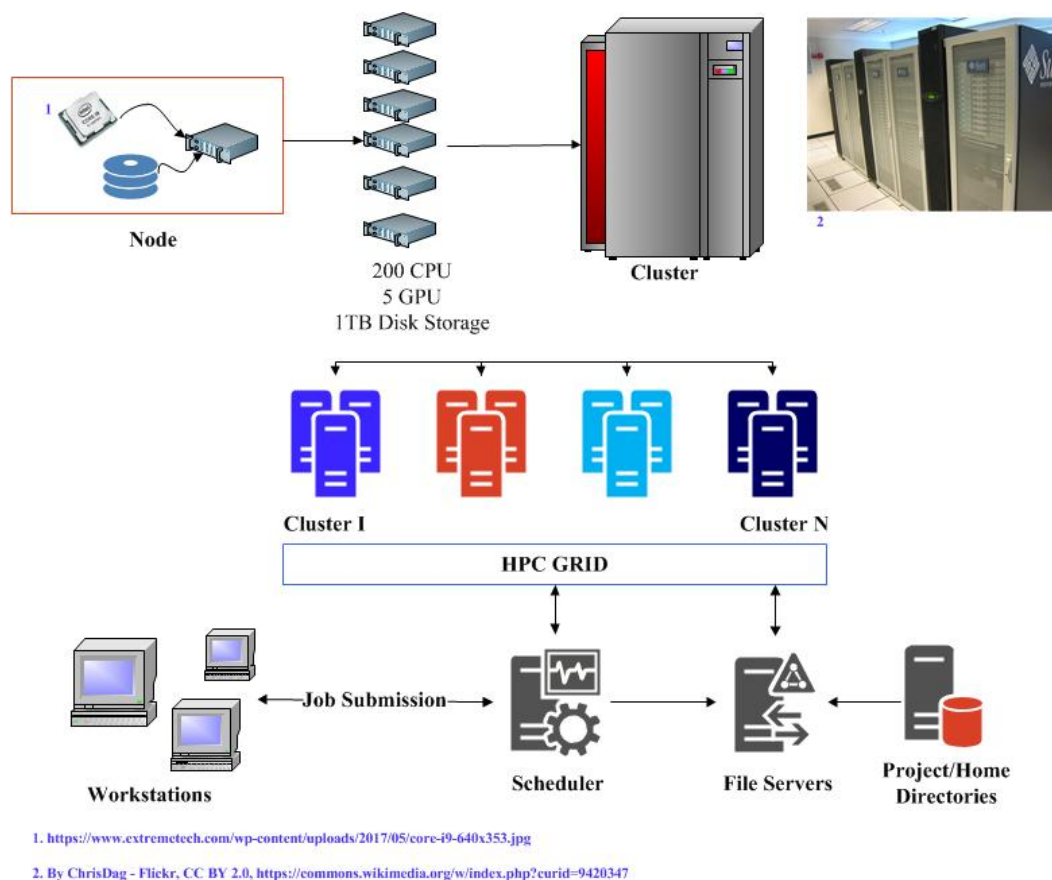 1
Node
200 CPU
5 GPU
1TB Disk Storage
Cluster
2
Cluster I
Cluster N
HPC GRID
Job Submission
Workstations
Scheduler
File Servers
Project/Home
Directories
1. https://www.extremetech.com/wp-content/uploads/2017/05/core-i9-640x353.jpg
2. By ChrisDag - Flickr, CC BY 2.0, https://commons.wikimedia.org/w/index.php?curid=9420347